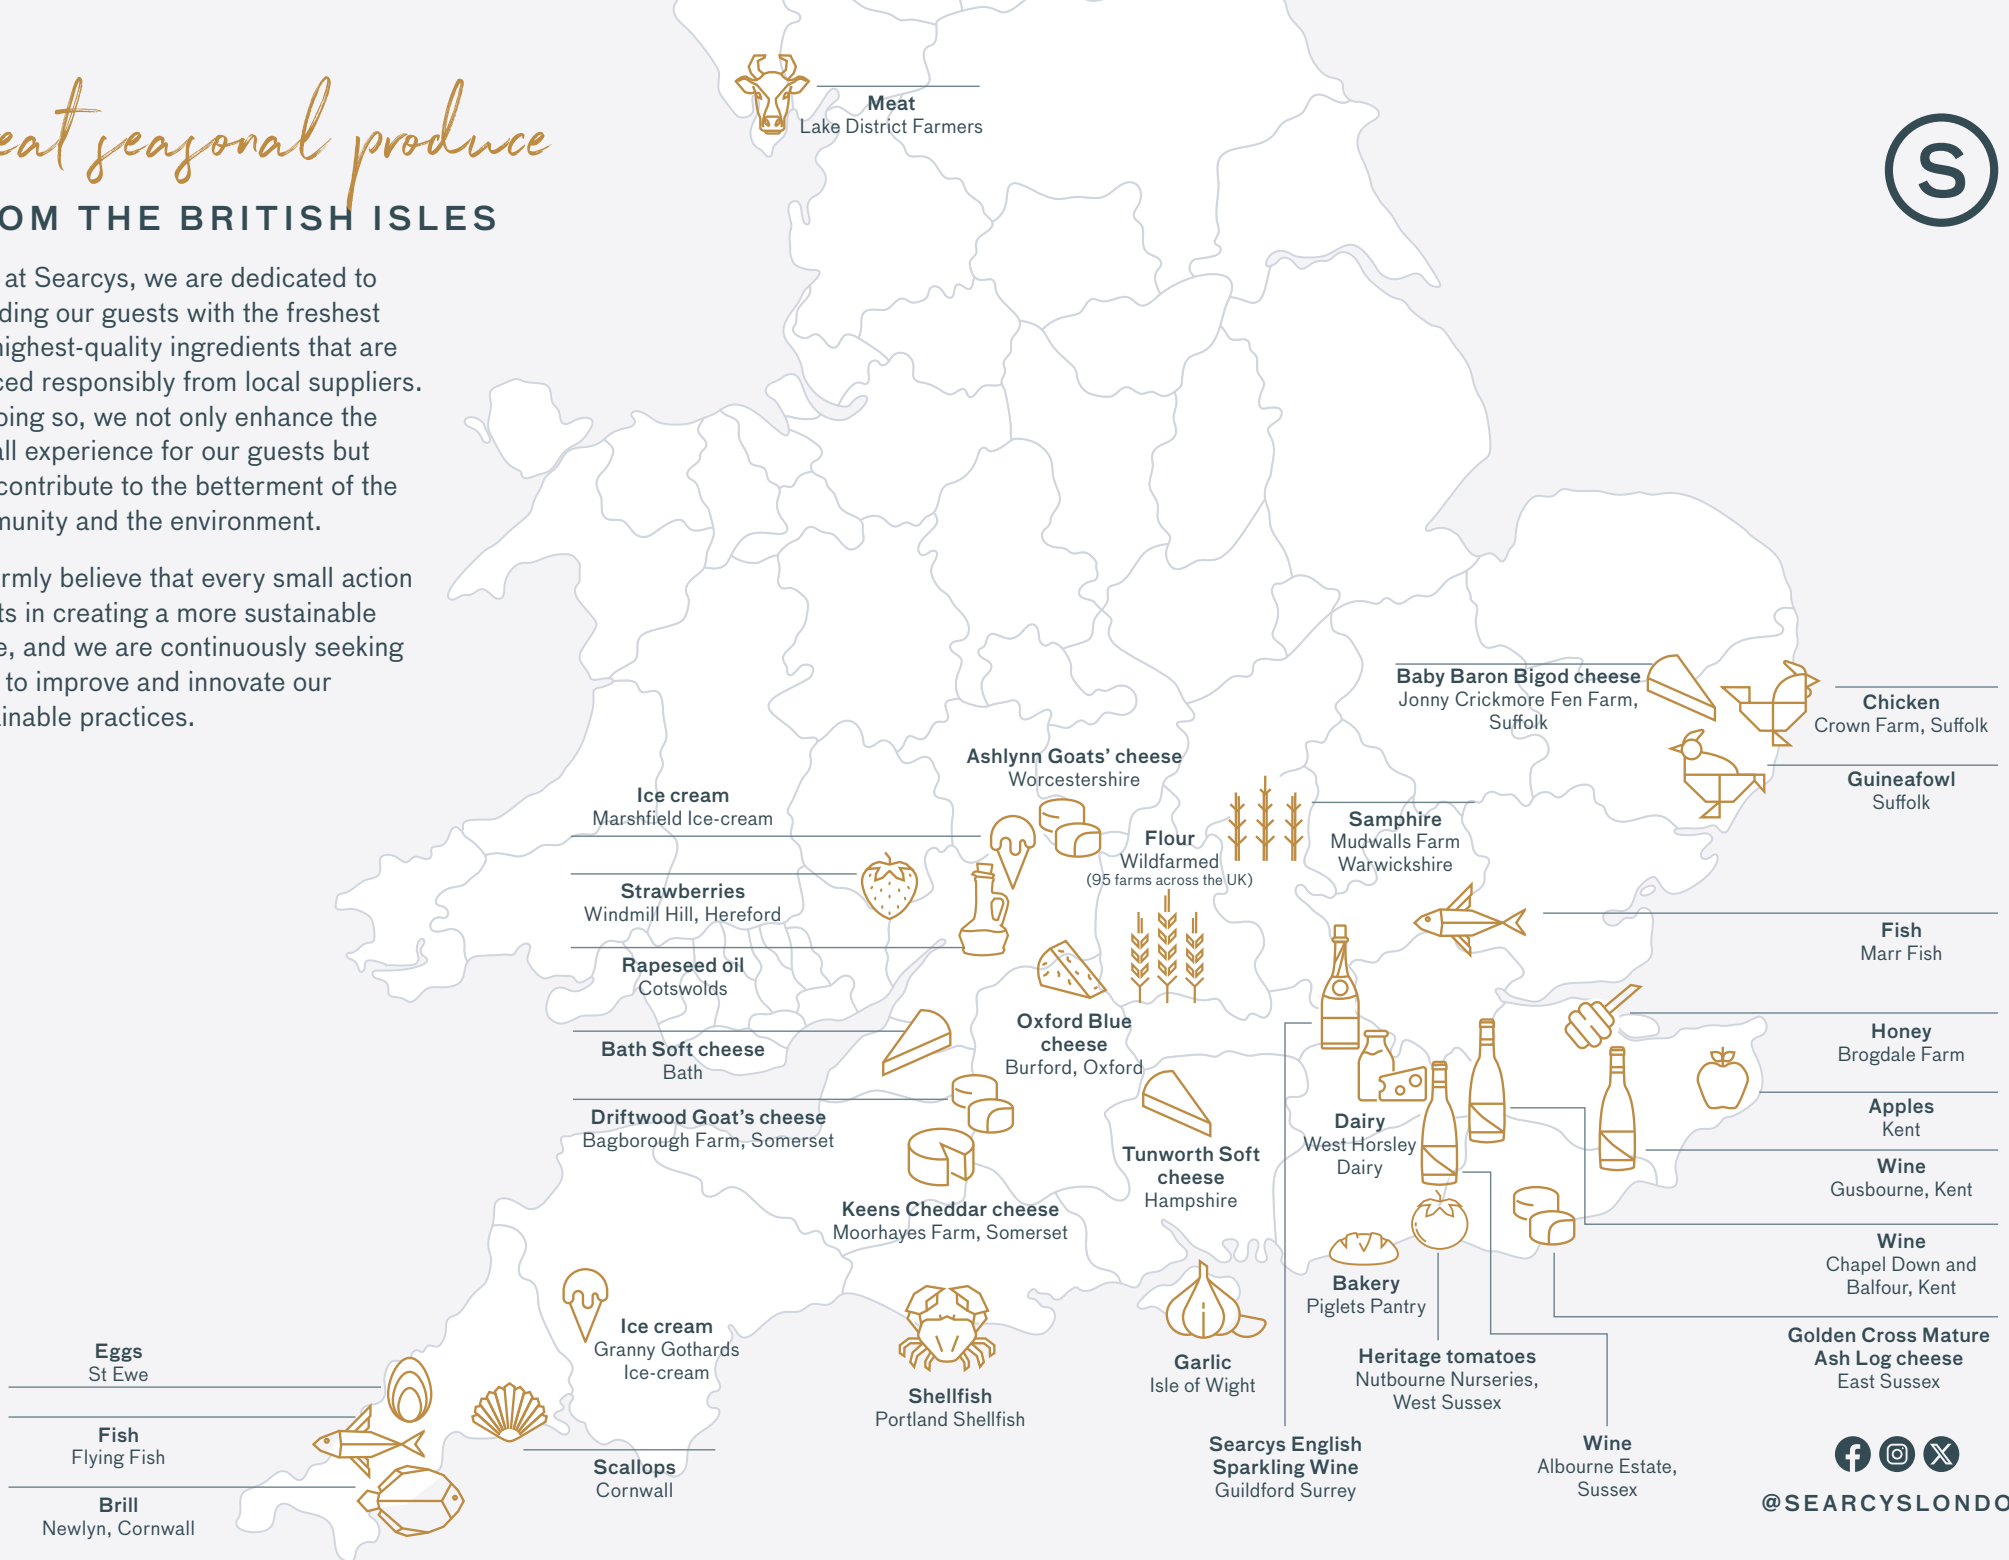 eat seasonal produce
OM THE BRITISH ISLES
at Searcys, we are dedicated to
ding our guests with the freshest
highest-quality ingredients that are
ced responsibly from local suppliers.
oing so, we not only enhance the
all experience for our guests but
contribute to the betterment of the
munity and the environment.
rmly believe that every small action
ts in creating a more sustainable
e, and we are continuously seeking
to improve and innovate our
inable practices.
S
Meat
Lake District Farmers
Baby Baron Bigod cheese
Jonny Crickmore Fen Farm,
Suffolk
Chicken
Crown Farm, Suffolk
Guineafowl
Suffolk
Ashlynn Goats' cheese
Worcestershire
Ice cream
Marshfield Ice-cream
Flour
Wildfarmed
(95 farms across the UK)
Samphire
Mudwalls Farm
Warwickshire
Strawberries
Windmill Hill, Hereford
Rapeseed oil
Cotswolds
Fish
Marr Fish
Oxford Blue
cheese
Burford, Oxford
Honey
Brogdale Farm
Bath Soft cheese
Bath
Apples
Kent
Driftwood Goat's cheese
Bagborough Farm, Somerset
Dairy
West Horsley
Dairy
Tunworth Soft
cheese
Hampshire
Wine
Gusbourne, Kent
Keens Cheddar cheese
Moorhayes Farm, Somerset
Wine
Chapel Down and
Balfour, Kent
Bakery
Piglets Pantry
Ice cream
Granny Gothards
Ice-cream
Golden Cross Mature
Ash Log cheese
East Sussex
Eggs
St Ewe
Garlic
Isle of Wight
Heritage tomatoes
Nutbourne Nurseries,
West Sussex
Shellfish
Portland Shellfish
Fish
Flying Fish
Searcys English
Sparkling Wine
Guildford Surrey
Wine
Albourne Estate,
Sussex
Scallops
Cornwall
Brill
Newlyn, Cornwall
@SEARCYSLONDO